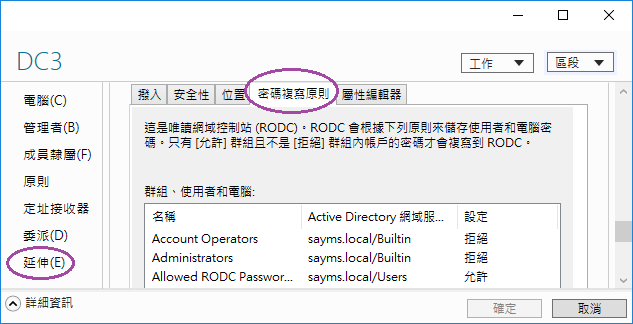 DC3
工作
區段
電腦(C)
管理者(B)
成員隸屬(F)
原則
定址接收器
委派(D)
延伸(E)
撥入 安全性 位置 密碼複寫原則 屬性編輯器
這是唯讀網域控制站 (RODC)。RODC 會根據下列原則來儲存使用者和電腦密
碼。只有 [允許] 群組且不是 [拒絕] 群組內帳戶的密碼才會複寫到 RODC。
群組、使用者和電腦:
名稱 Active Directory 網域服... 設定
Account Operators sayms.local/Builtin 拒絕
Administrators sayms.local/Builtin 拒絕
Allowed RODC Passwor... sayms.local/Users 允許
詳細資訊
確定
取消